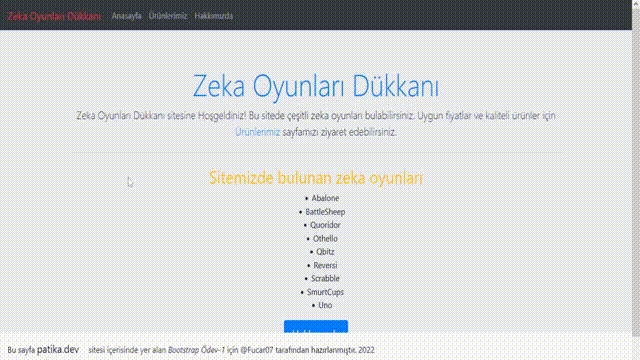 Zeka Oyunları Dükkanı Anasayfa Ürünlerimiz Hakkımızda
Zeka Oyunları Dükkanı
Zeka Oyunları Dükkanı sitesine Hoşgeldiniz! Bu sitede çeşitli zeka oyunları bulabilirsiniz. Uygun fiyatlar ve kaliteli ürünler için
Ürünlerimiz sayfamızı ziyaret edebilirsiniz.
Sitemizde bulunan zeka oyunları
• Abalone
• BattleSheep
• Quoridor
• Othello
• Qbitz
• Reversi
• Scrabble
• SmurtCups
• Uno
Bu sayfa patika.dev sitesi içerisinde yer alan Bootstrap Ödev-1 için @Fucar07 tarafından hazırlanmıştır. 2022